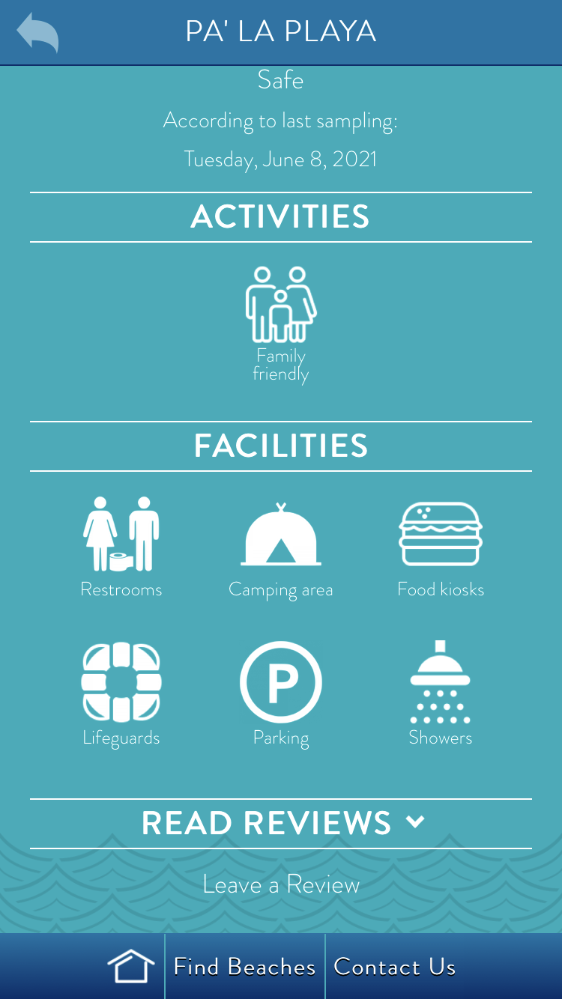 PA' LA PLAYA
Safe
According to last sampling:
Tuesday, June 8, 2021
ACTIVITIES
Family
friendly
FACILITIES
Restrooms
Camping area
Food kiosks
P
Lifeguards
Parking
Showers
READ REVIEWS
Leave a Review
Find Beaches
Contact Us